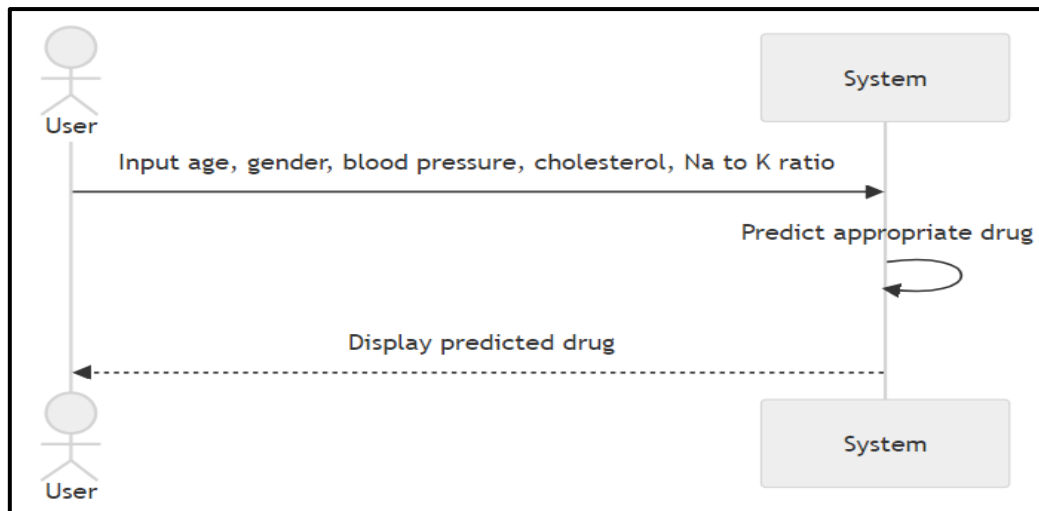 System
User
Input age, gender, blood pressure, cholesterol, Na to K ratio
Predict appropriate drug
Display predicted drug
System
User